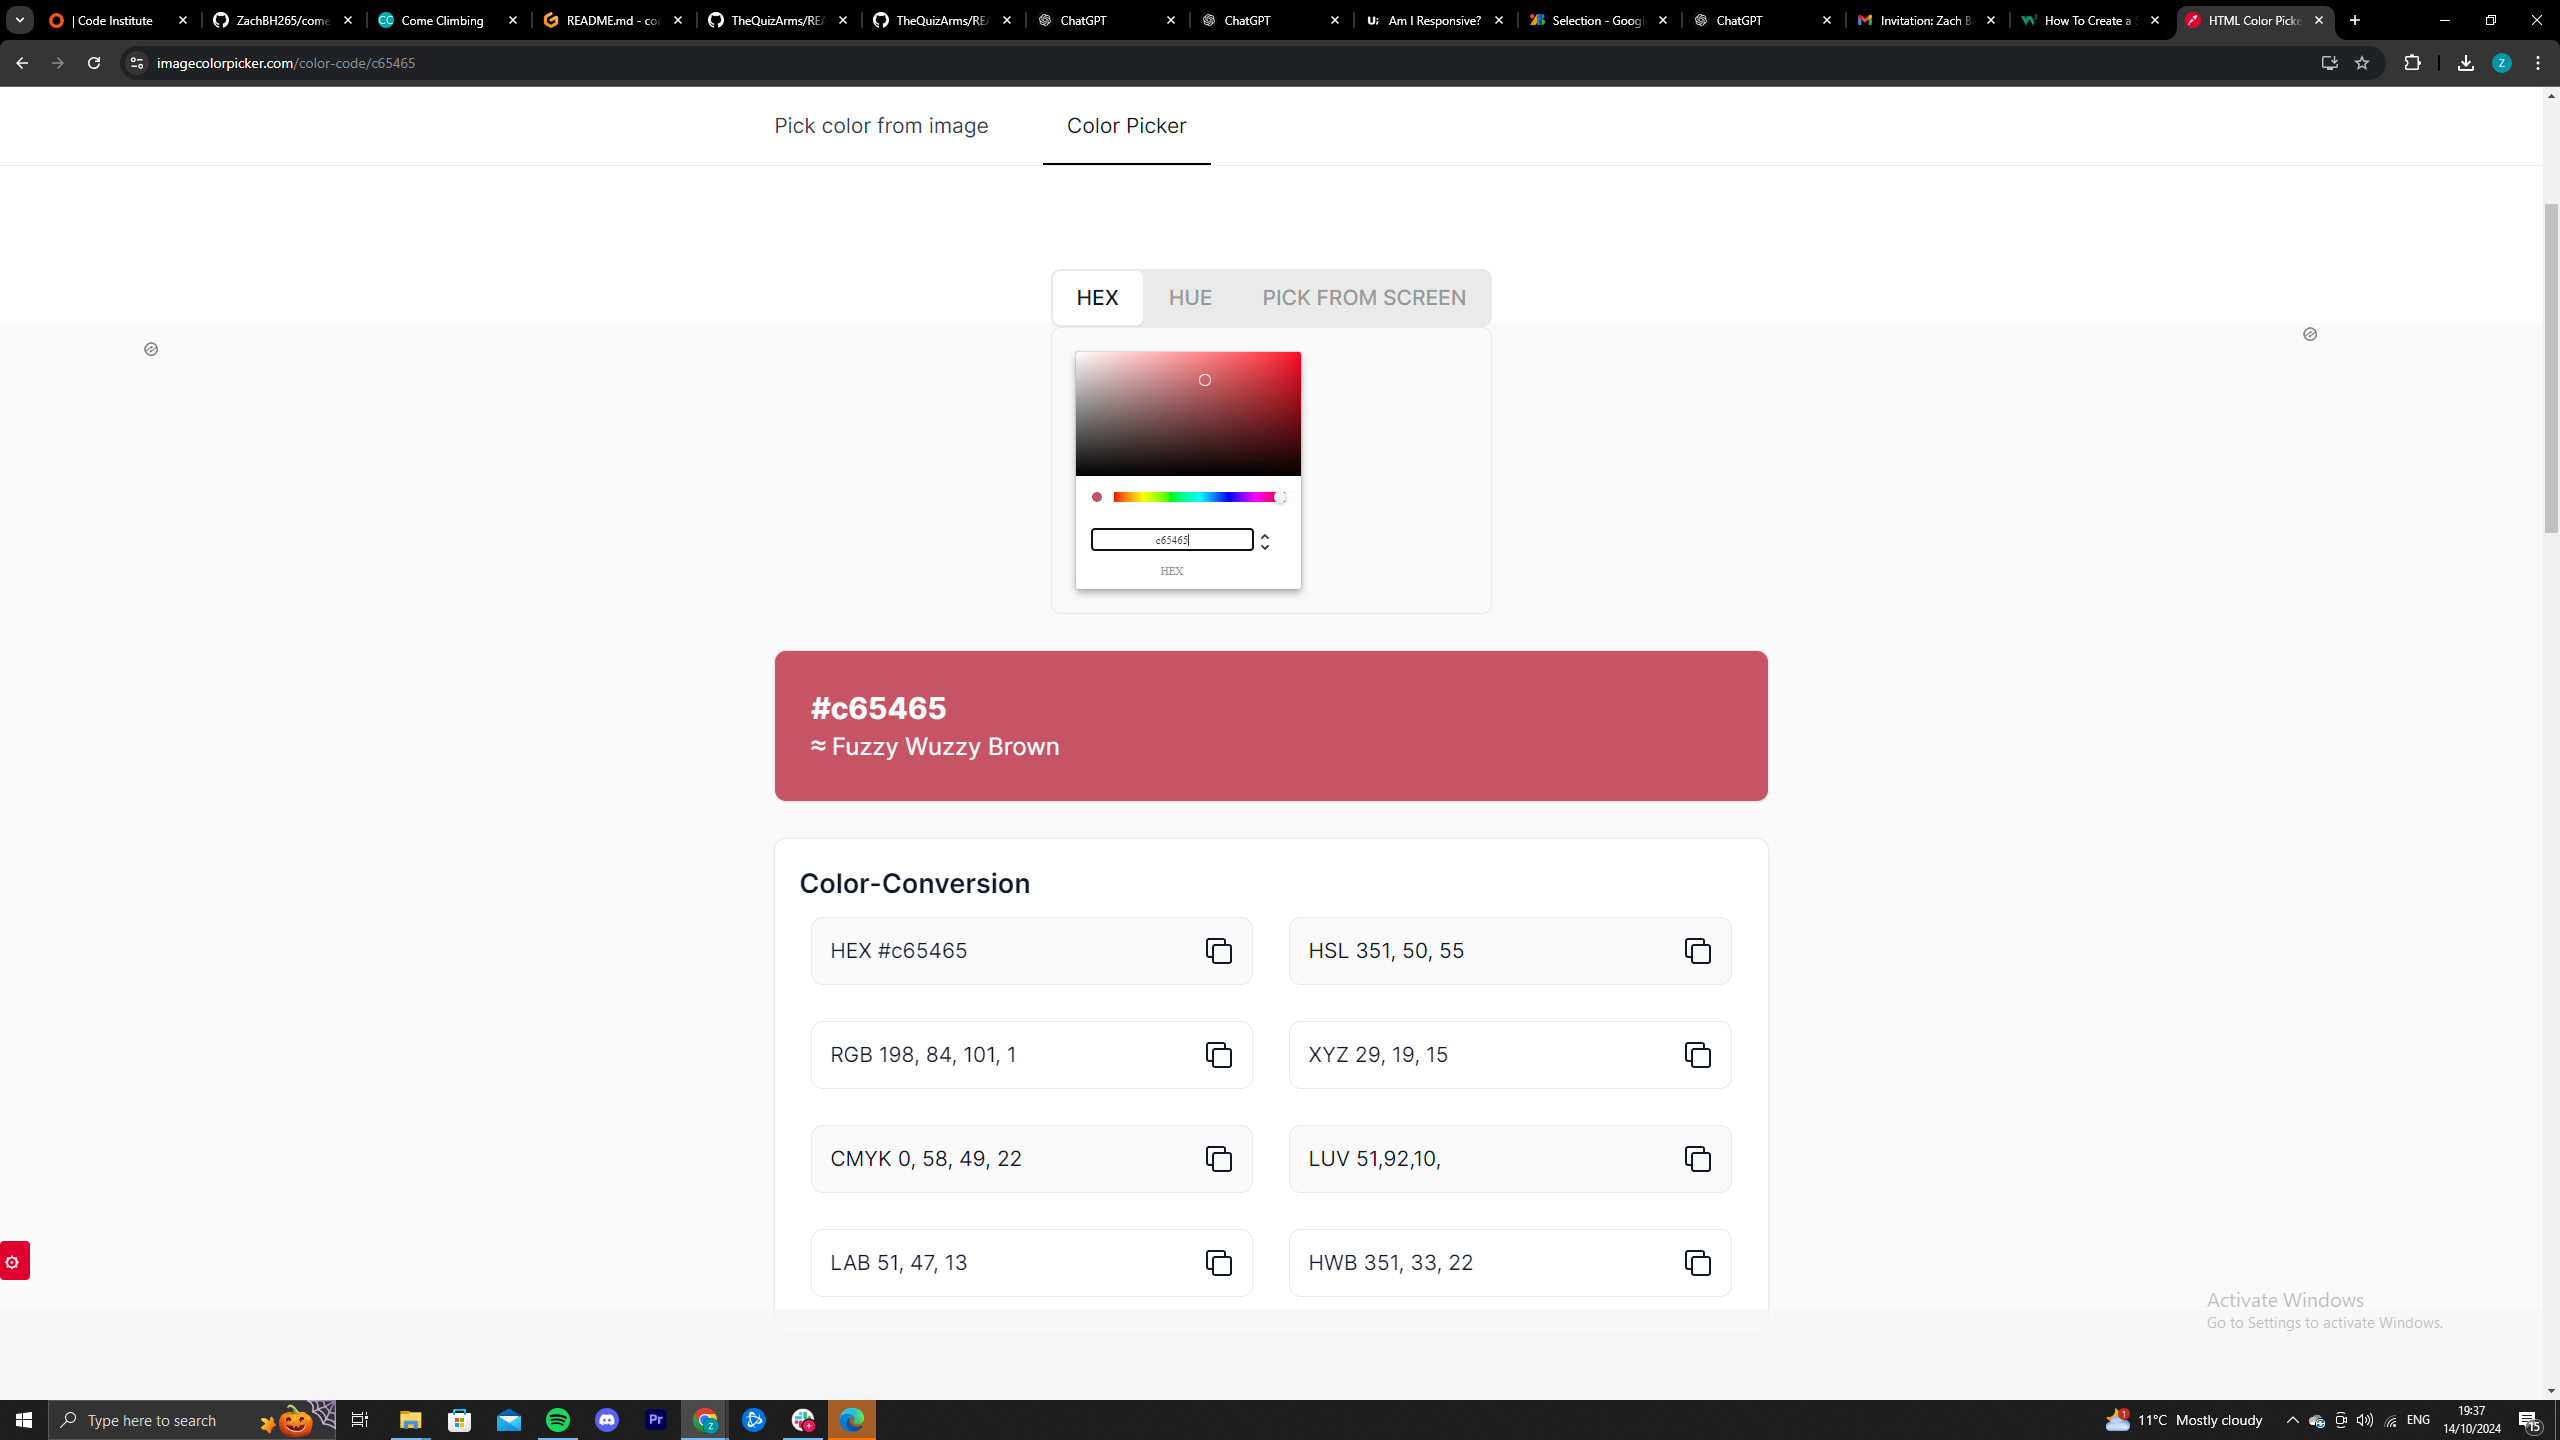 | Code Institute
ZachBH265/come
Come Climbing
README.md - co
TheQuizArms/REA
TheQuizArms/REA
ChatGPT
ChatGPT
Am I Responsive?
Selection - Googl
ChatGPT
Invitation: Zach B
How To Create a S
HTML Color Picke
imagecolorpicker.com/color-code/c65465
Z
Pick color from image
Color Picker
HEX
HUE
PICK FROM SCREEN
c65465
HEX
#c65465
≈ Fuzzy Wuzzy Brown
Color-Conversion
HEX #c65465
HSL 351, 50, 55
RGB 198, 84, 101, 1
XYZ 29, 19, 15
CMYK 0, 58, 49, 22
LUV 51,92,10,
LAB 51, 47, 13
HWB 351, 33, 22
Activate Windows
Go to Settings to activate Windows.
Type here to search
Pr
1
11°C Mostly cloudy
ENG
19:37
14/10/2024
15